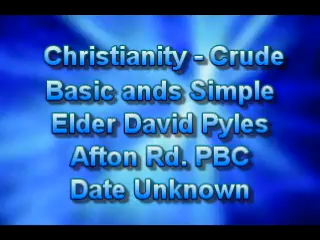 Christianity - Crude
Basic ands Simple
Elder David Pyles
Afton Rd. PBC
Date Unknown